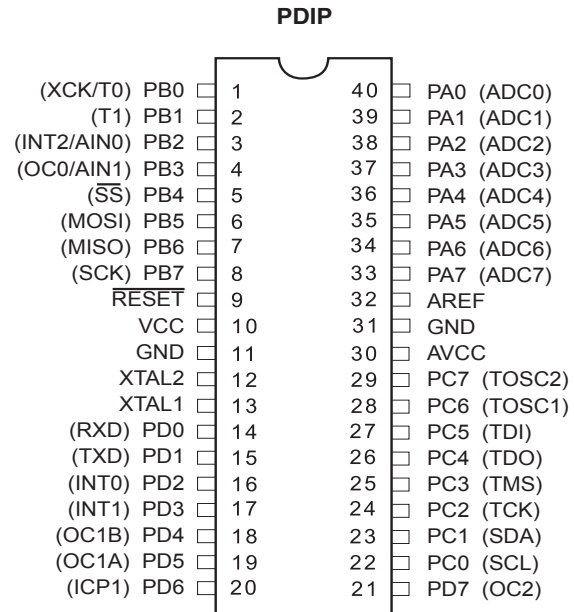 PDIP
(XCK/T0) PB0 1 40 PA0 (ADC0)
(T1) PB1 2 39 PA1 (ADC1)
(INT2/AIN0) PB2 3 38 PA2 (ADC2)
(OC0/AIN1) PB3 4 37 PA3 (ADC3)
(S̅S̅) PB4 5 36 PA4 (ADC4)
(MOSI) PB5 6 35 PA5 (ADC5)
(MISO) PB6 7 34 PA6 (ADC6)
(SCK) PB7 8 33 PA7 (ADC7)
R̅E̅S̅E̅T̅ 9 32 AREF
VCC 10 31 GND
GND 11 30 AVCC
XTAL2 12 29 PC7 (TOSC2)
XTAL1 13 28 PC6 (TOSC1)
(RXD) PD0 14 27 PC5 (TDI)
(TXD) PD1 15 26 PC4 (TDO)
(INT0) PD2 16 25 PC3 (TMS)
(INT1) PD3 17 24 PC2 (TCK)
(OC1B) PD4 18 23 PC1 (SDA)
(OC1A) PD5 19 22 PC0 (SCL)
(ICP1) PD6 20 21 PD7 (OC2)